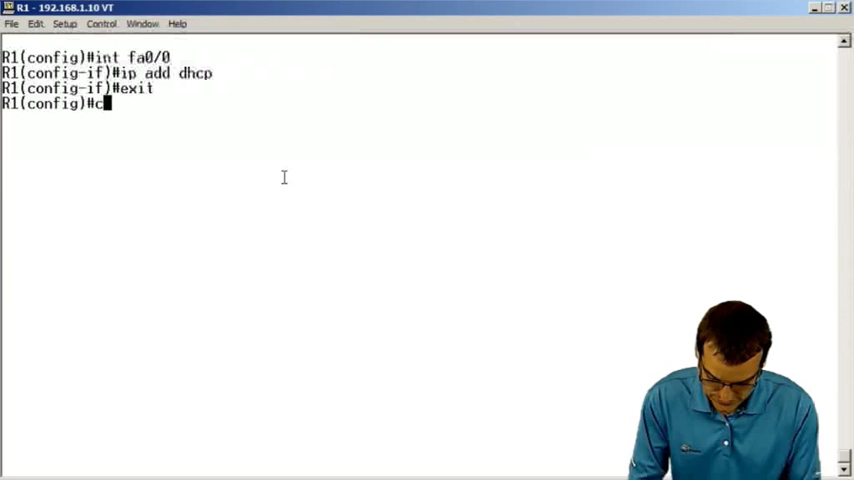 R1 - 192.168.1.10 VT
File Edit Setup Control Window Help
R1(config)#int fa0/0
R1(config-if)#ip add dhcp
R1(config-if)#exit
R1(config)#c